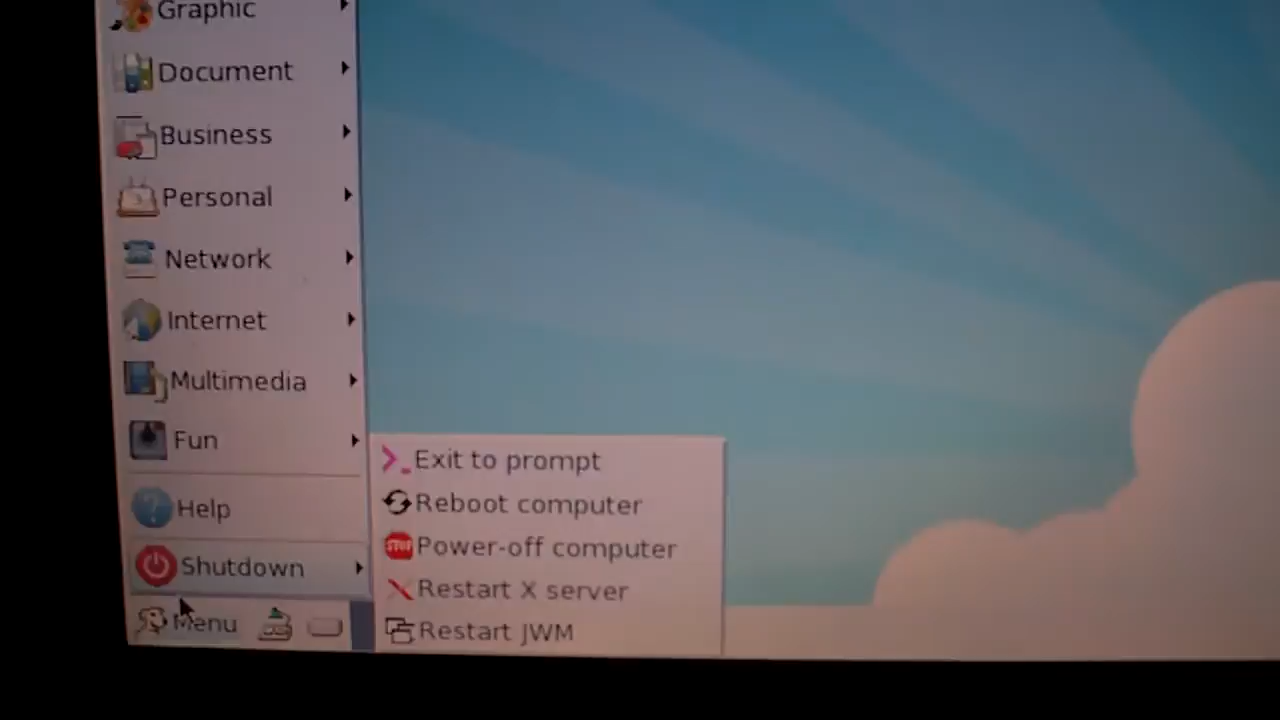 Graphic
Document
Business
Personal
Network
Internet
Multimedia
Fun
Help
Shutdown
Menu
Exit to prompt
Reboot computer
STOP Power-off computer
Restart X server
Restart JWM